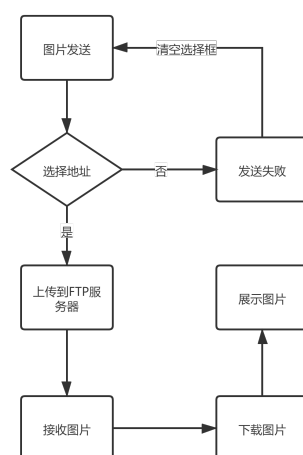 图片发送
清空选择框
选择地址
否
发送失败
是
上传到FTP服
务器
展示图片
接收图片
下载图片